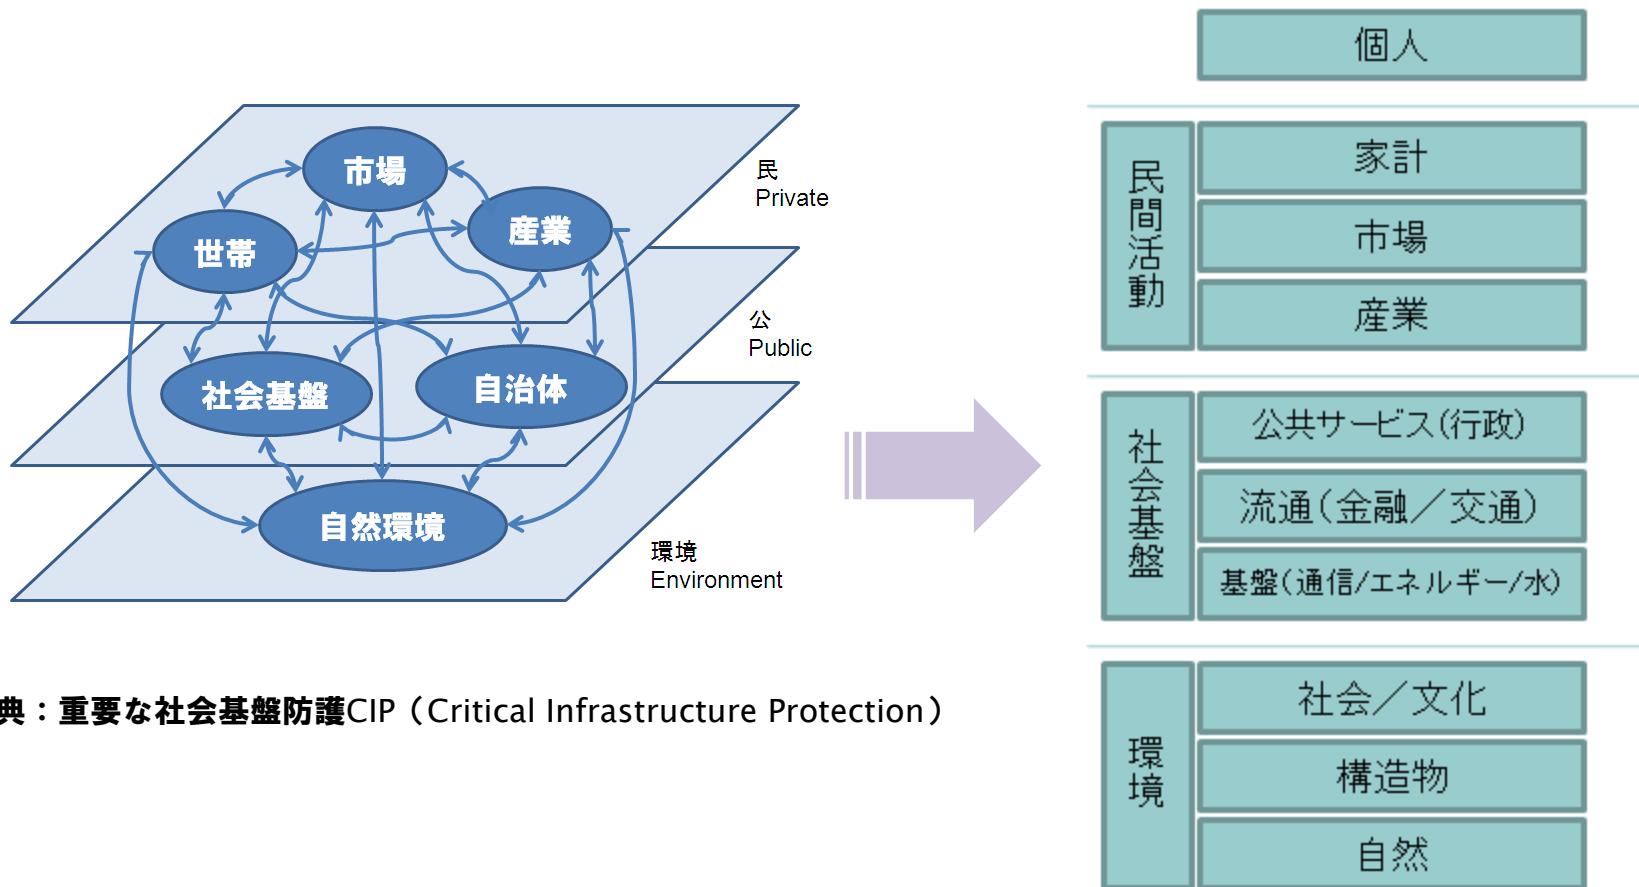 市場
民
Private
産業
世帯
公
Public
社会基盤
自治体
自然環境
環境
Environment
典：重要な社会基盤防護CIP（Critical Infrastructure Protection）
個人
民間活動
家計
市場
産業
社会基盤
公共サービス(行政)
流通(金融／交通)
基盤(通信/エネルギー/水)
環境
社会／文化
構造物
自然